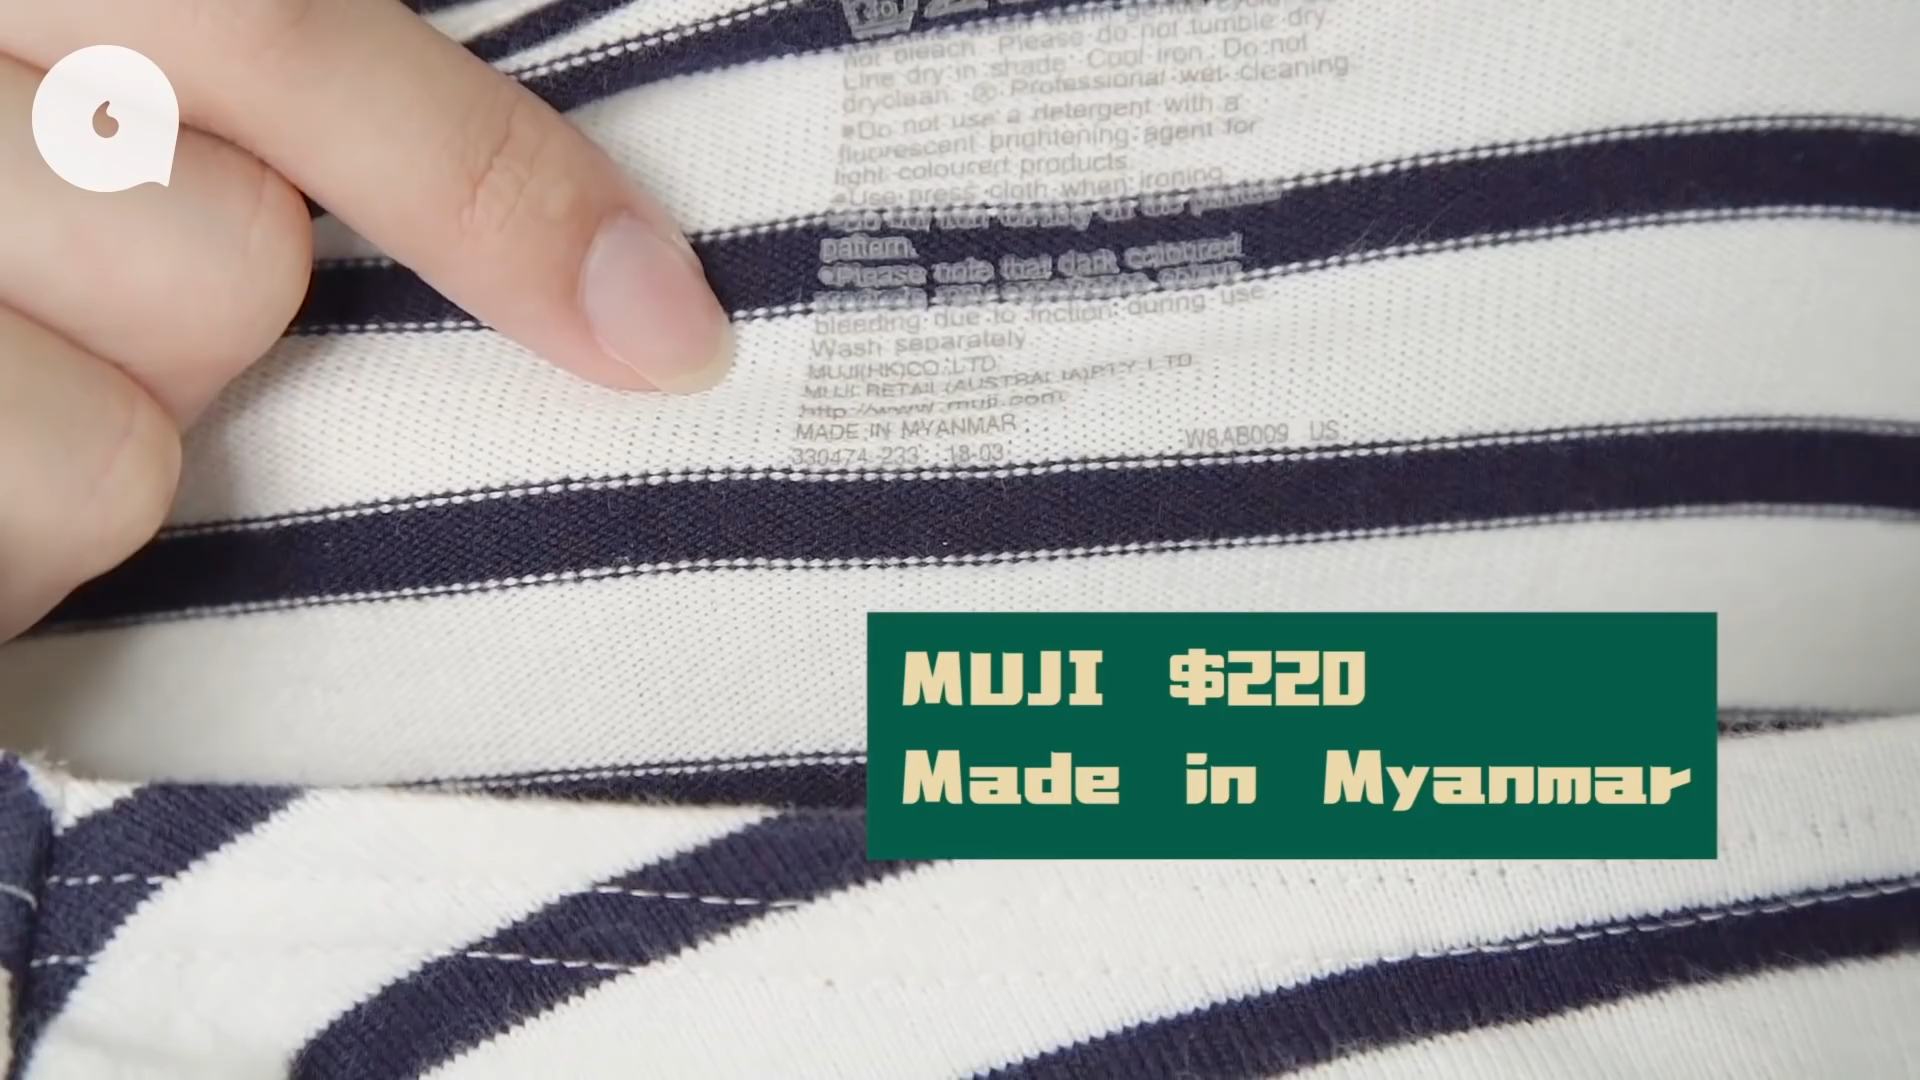 not bleach. Please do not tumble dry.
Line dry in shade. Cool iron. Do not
dryclean. Professional wet cleaning
•Do not use a detergent with a
fluorescent brightening agent for
light colourert products.
•Use press cloth when ironing.
pattern.
•Please note that dark coloured
bleeding due to friction during use
Wash separately
MUJI(HK)CO.LTD
MUJI RETAIL (AUSTRALIA)PTY LTD
http://www.muji.com
MADE IN MYANMAR
W8AB009 US
330474 233 18-03
MUJI $220
Made in Myanmar